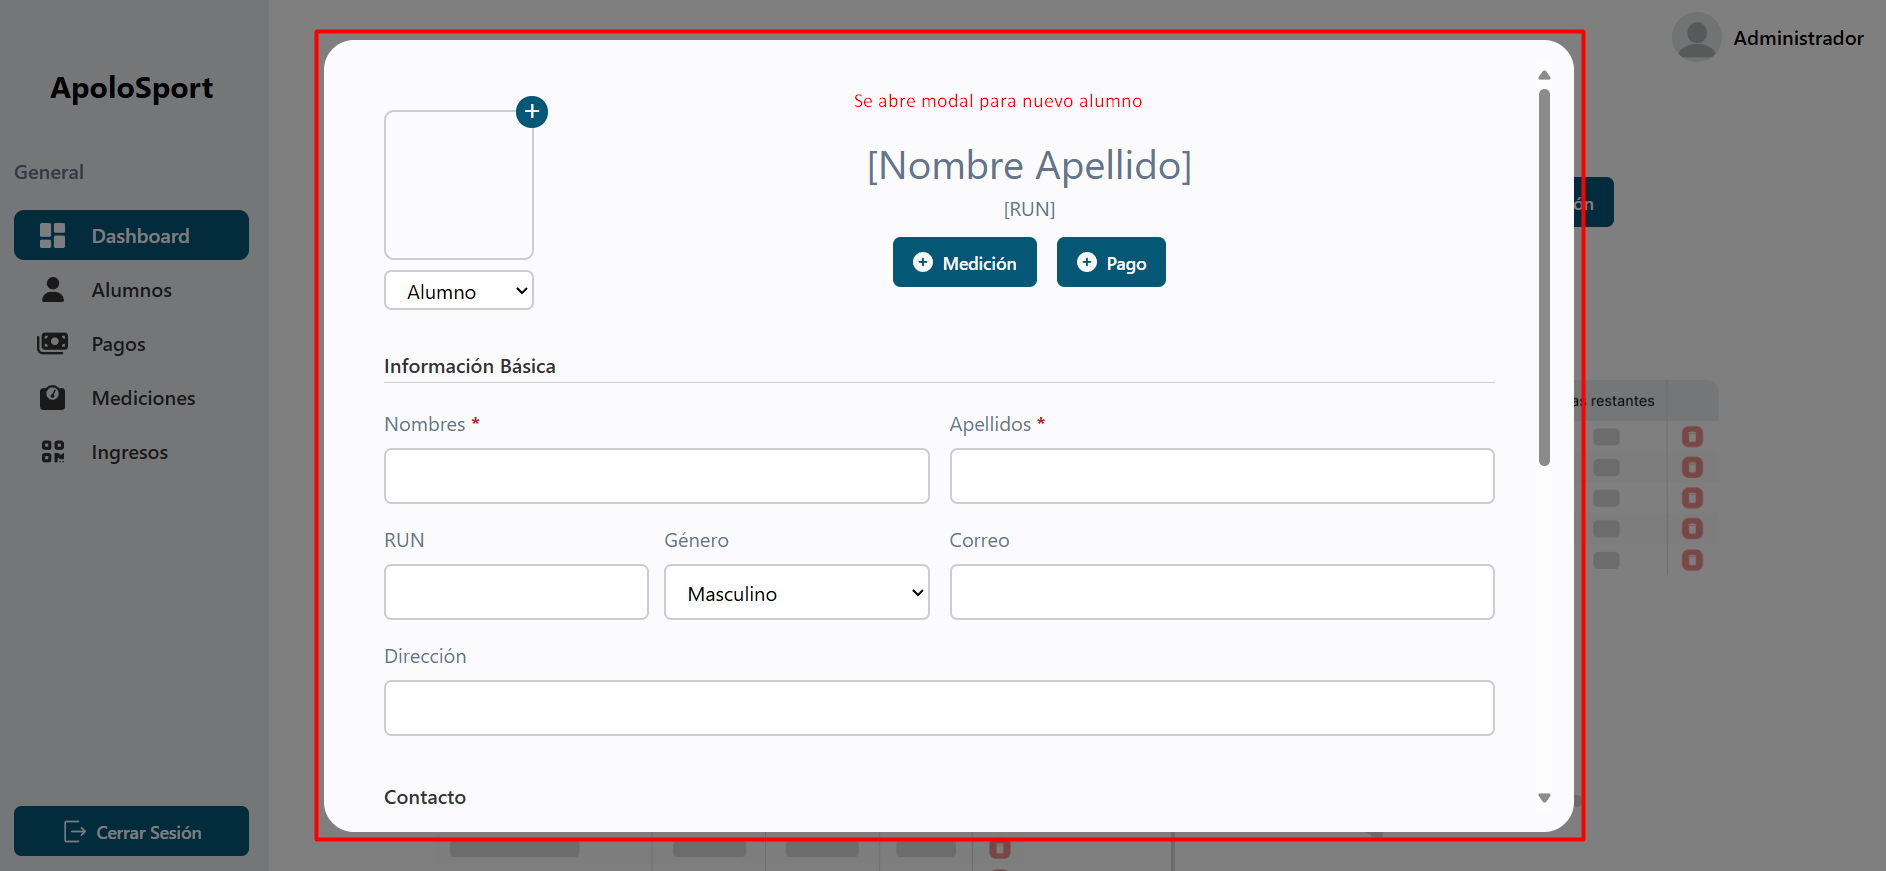 ApoloSport
General
Dashboard
Alumnos
Pagos
Mediciones
Ingresos
Cerrar Sesión
Administrador
Se abre modal para nuevo alumno
[Nombre Apellido]
[RUN]
Medición
Pago
Alumno
Información Básica
Nombres *
Apellidos *
RUN
Género
Correo
Masculino
Dirección
Contacto
restantes